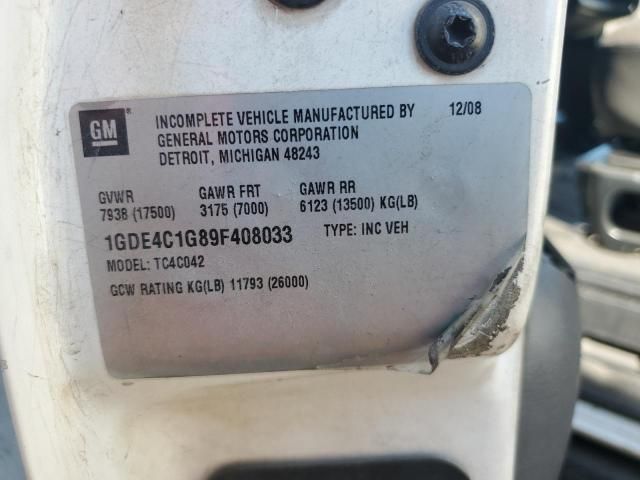 GM® INCOMPLETE VEHICLE MANUFACTURED BY 12/08
GENERAL MOTORS CORPORATION
DETROIT, MICHIGAN 48243
GVWR GAWR FRT GAWR RR
7938 (17500) 3175 (7000) 6123 (13500) KG(LB)
1GDE4C1G89F408033 TYPE: INC VEH
MODEL: TC4C042
GCW RATING KG(LB) 11793 (26000)